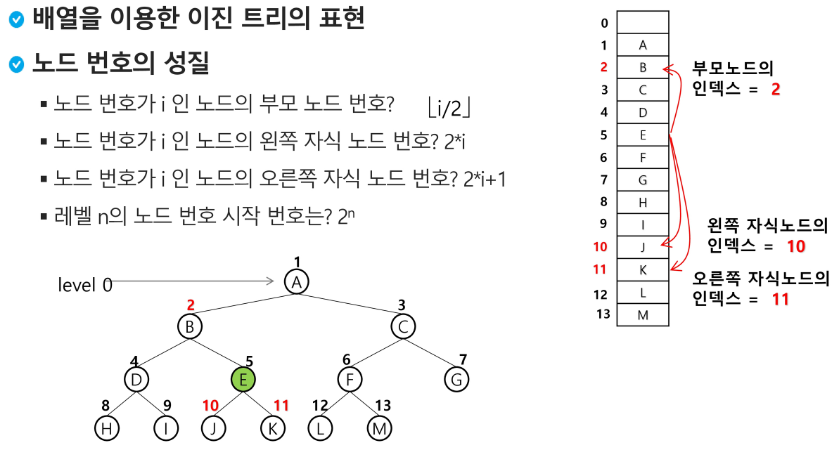 배열을 이용한 이진 트리의 표현
노드 번호의 성질
▪ 노드 번호가 i 인 노드의 부모 노드 번호? ⌊i/2⌋
▪ 노드 번호가 i 인 노드의 왼쪽 자식 노드 번호? 2*i
▪ 노드 번호가 i 인 노드의 오른쪽 자식 노드 번호? 2*i+1
▪ 레벨 n의 노드 번호 시작 번호는? 2ⁿ
level 0
1
A
2 3
B C
4 5 6 7
D E F G
8 9 10 11 12 13
H I J K L M
0
1 A
2 B
3 C
4 D
5 E
6 F
7 G
8 H
9 I
10 J
11 K
12 L
13 M
부모노드의
인덱스 = 2
왼쪽 자식노드의
인덱스 = 10
오른쪽 자식노드의
인덱스 = 11